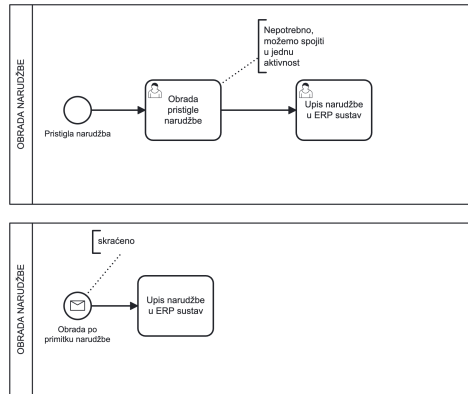 OBRADA NARUDŽBE
Nepotrebno,
možemo spojiti
u jednu
aktivnost
Pristigla narudžba
Obrada
pristigle
narudžbe
Upis narudžbe
u ERP sustav
OBRADA NARUDŽBE
skraćeno
Obrada po
primitku narudžbe
Upis narudžbe
u ERP sustav